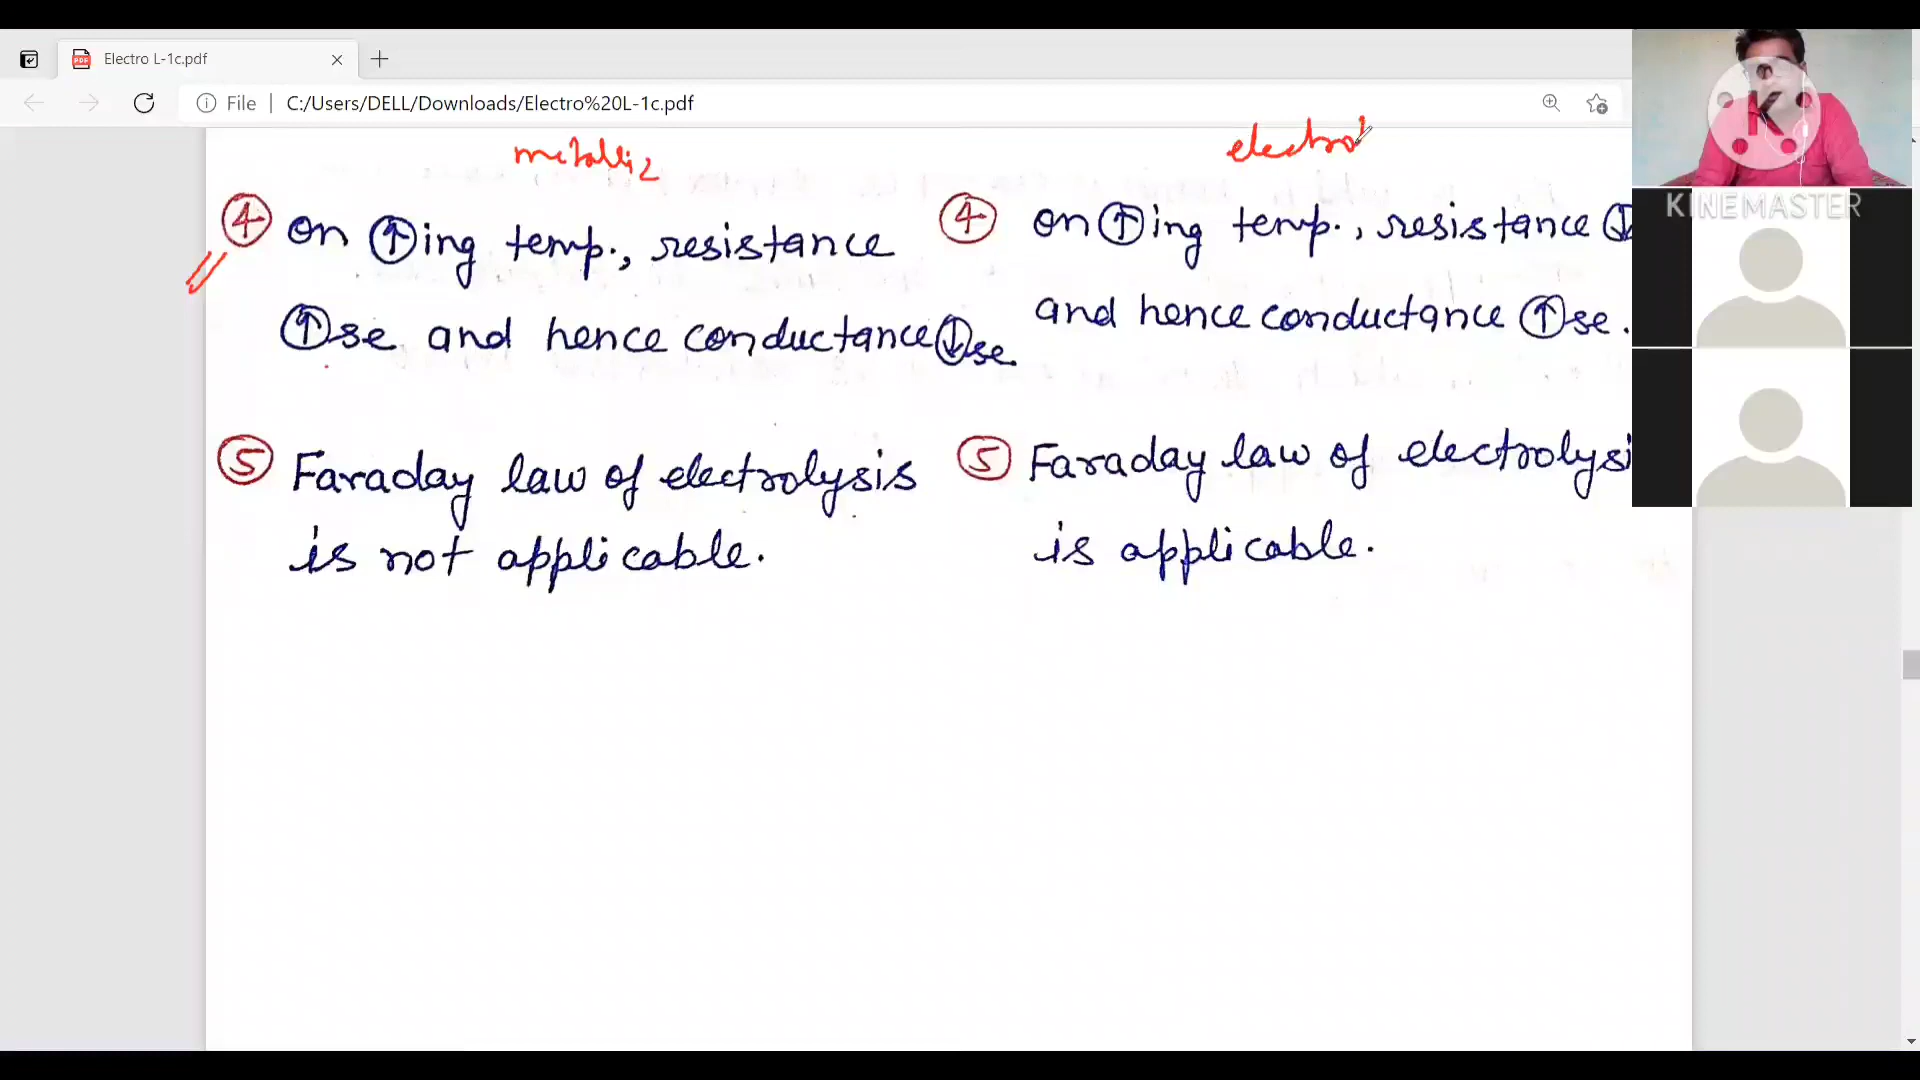 Electro L-1c.pdf
File | C:/Users/DELL/Downloads/Electro%20L-1c.pdf
KINEMASTER
metallic
④ on ↑ing temp., resistance
↑se and hence conductance ↓se.
⑤ Faraday law of electrolysis
is not applicable.
electrol
④ on ↑ing temp., resistance ↓
and hence conductance ↑se.
⑤ Faraday law of electrolysi
is applicable.